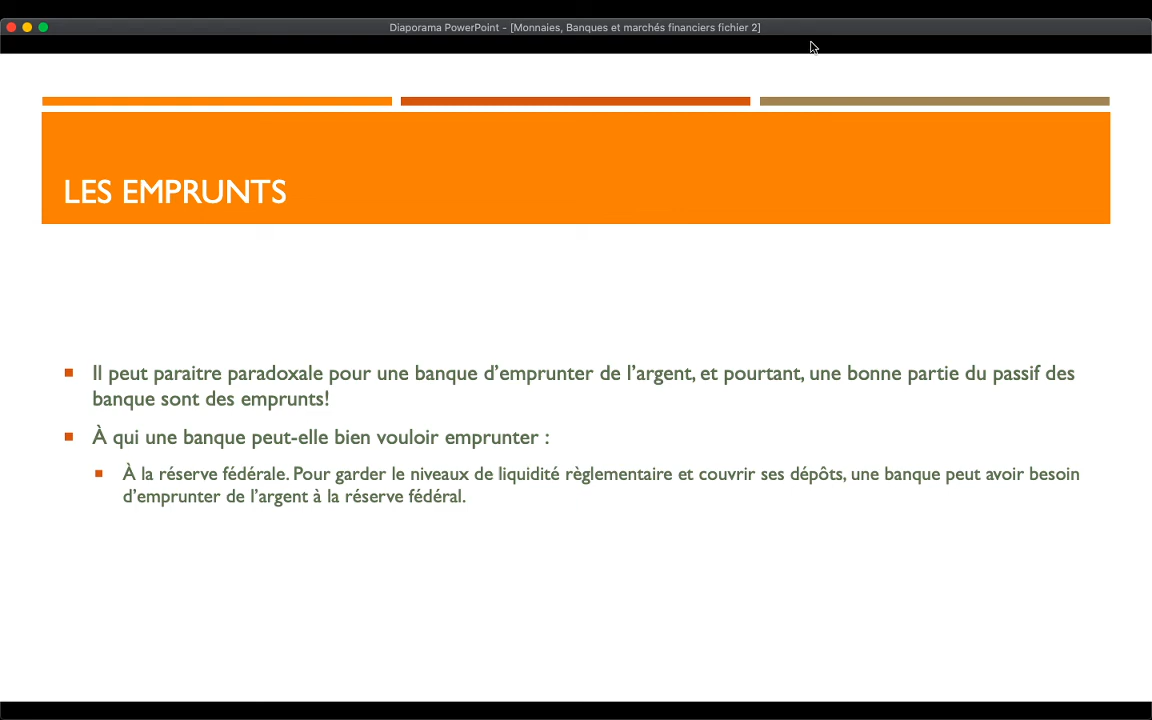 Diaporama PowerPoint - [Monnaies, Banques et marchés financiers fichier 2]
LES EMPRUNTS
Il peut paraitre paradoxale pour une banque d’emprunter de l’argent, et pourtant, une bonne partie du passif des
banque sont des emprunts!
À qui une banque peut-elle bien vouloir emprunter :
À la réserve fédérale. Pour garder le niveaux de liquidité règlementaire et couvrir ses dépôts, une banque peut avoir besoin
d’emprunter de l’argent à la réserve fédéral.